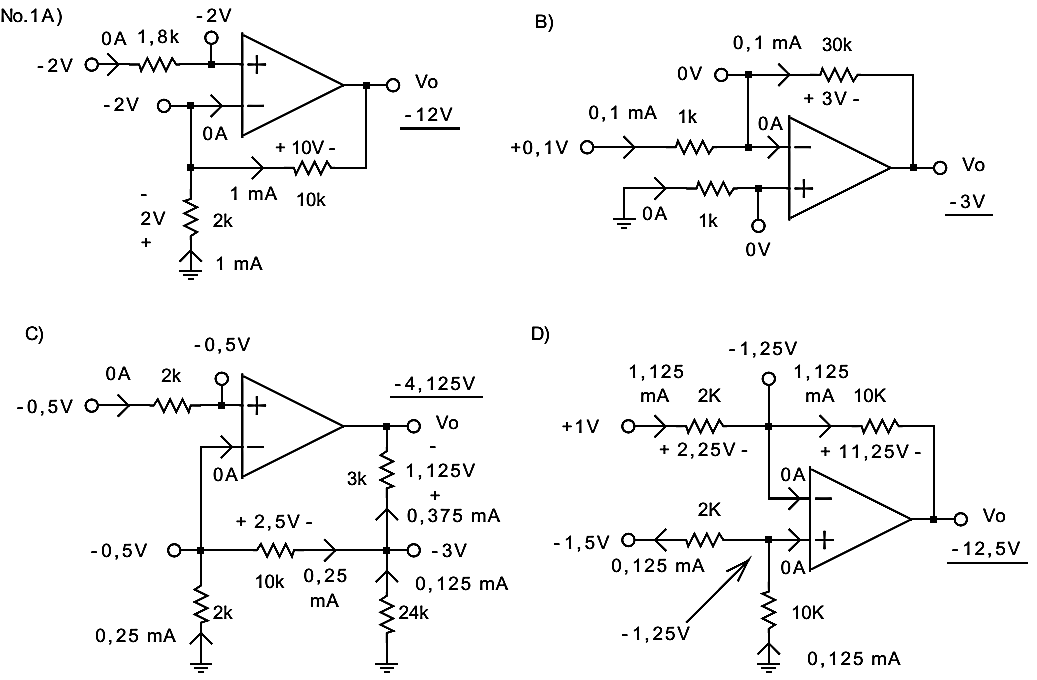 No.1A)
-2V
0A 1,8k
-2V
+
Vo
-2V
-
-12V
0A
+ 10V -
1 mA 10k
-
2V 2k
+
1 mA
B)
0,1 mA 30k
0V
+ 3V -
0,1 mA 1k
0A
+0,1V
-
Vo
+
-3V
0A 1k
0V
C)
-0,5V
0A 2k
-4,125V
-0,5V
+
Vo
-
-
0A
3k 1,125V
+
0,375 mA
+ 2,5V -
-0,5V
-3V
10k 0,25
mA
0,125 mA
2k
24k
0,25 mA
D)
-1,25V
1,125
mA 2K
1,125
mA 10K
+1V
+ 2,25V -
+ 11,25V -
0A
-
2K
Vo
-1,5V
+
0,125 mA
0A
-12,5V
10K
-1,25V
0,125 mA